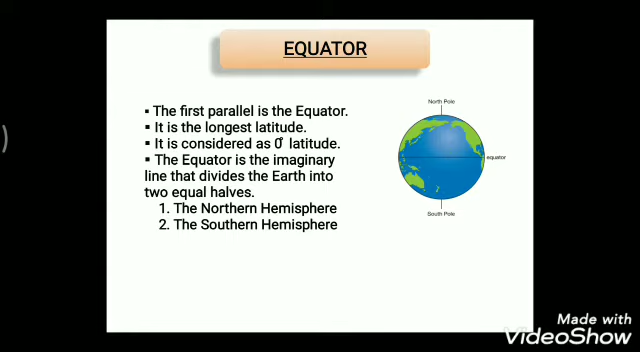 EQUATOR
▪ The first parallel is the Equator.
▪ It is the longest latitude.
▪ It is considered as 0° latitude.
▪ The Equator is the imaginary
line that divides the Earth into
two equal halves.
1. The Northern Hemisphere
2. The Southern Hemisphere
North Pole
equator
South Pole
Made with
VideoShow